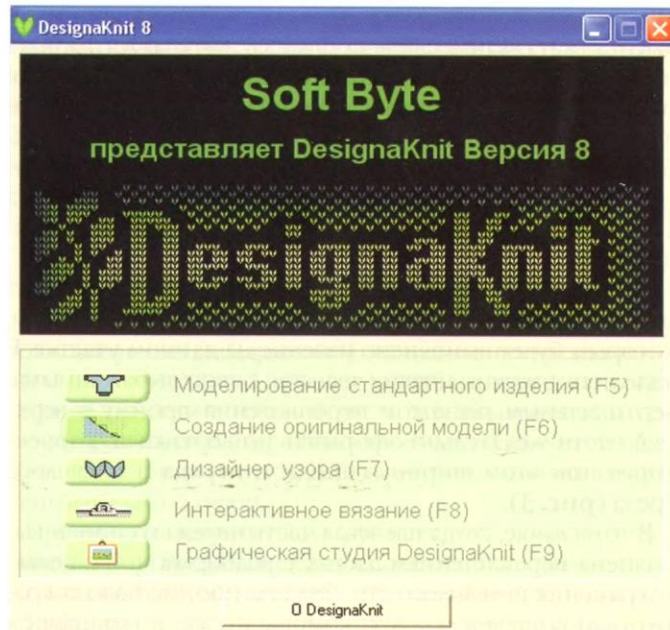 DesignaKnit 8
Soft Byte
представляет DesignaKnit Версия 8
DesignaKnit
Моделирование стандартного изделия (F5)
Создание оригинальной модели (F6)
Дизайнер узора (F7)
Интерактивное вязание (F8)
Графическая студия DesignaKnit (F9)
О DesignaKnit